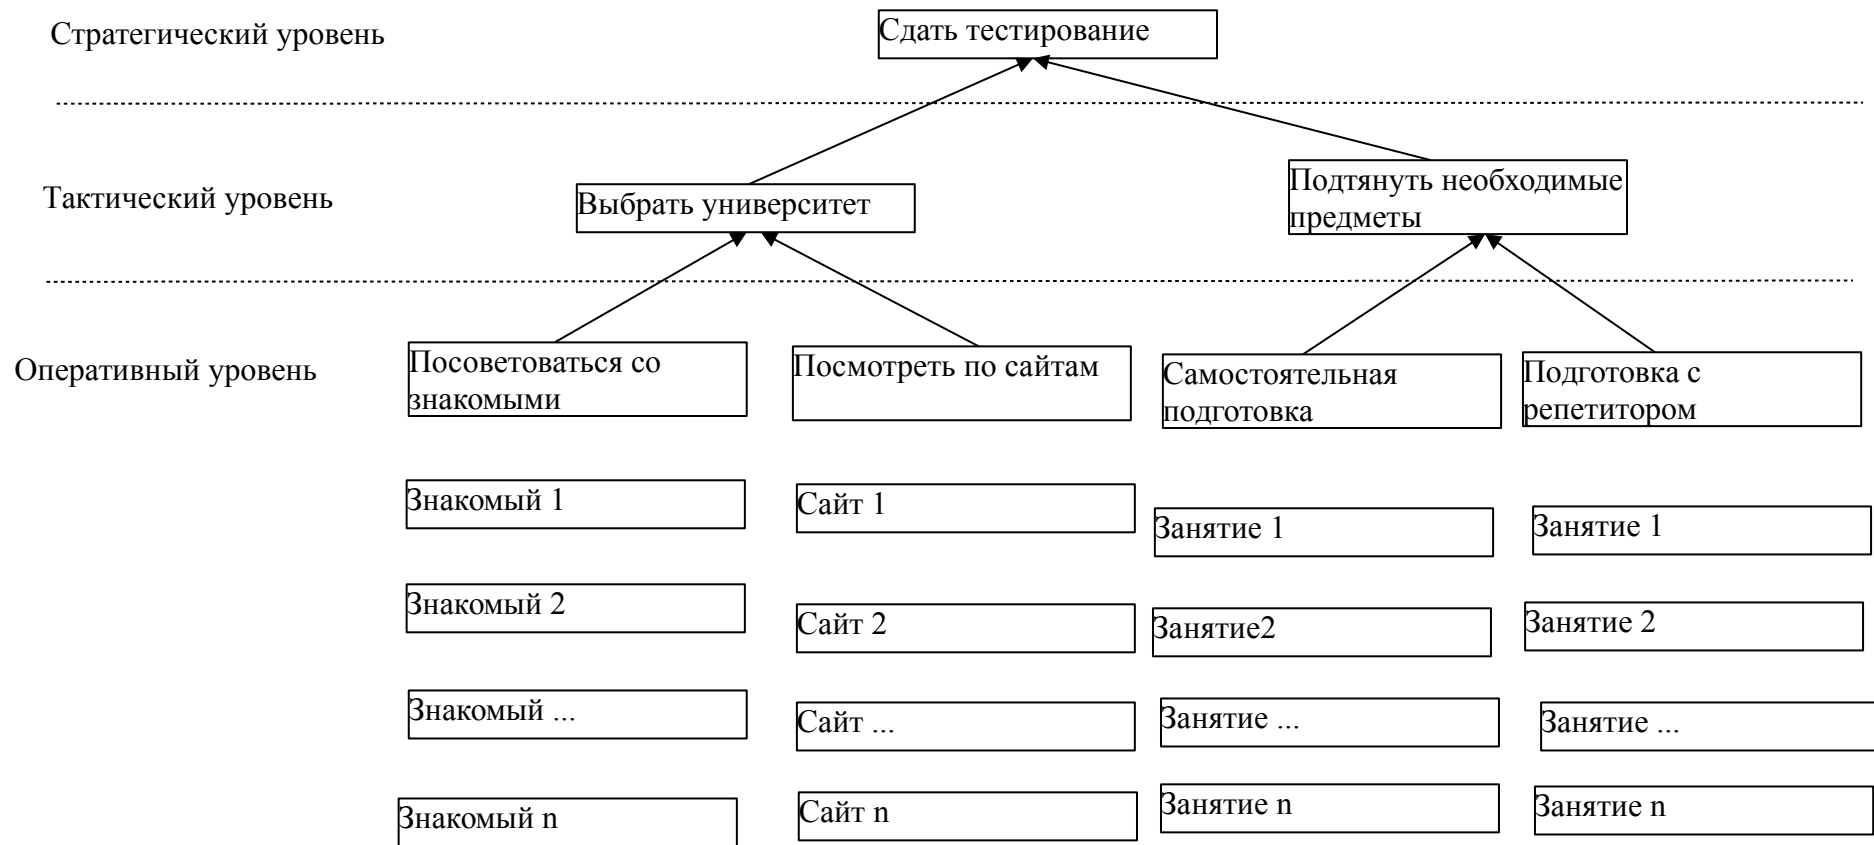 Стратегический уровень
Сдать тестирование
Тактический уровень
Выбрать университет
Подтянуть необходимые
предметы
Оперативный уровень
Посоветоваться со
знакомыми
Посмотреть по сайтам
Самостоятельная
подготовка
Подготовка с
репетитором
Знакомый 1
Сайт 1
Занятие 1
Занятие 1
Знакомый 2
Сайт 2
Занятие2
Занятие 2
Знакомый ...
Сайт ...
Занятие ...
Занятие ...
Знакомый n
Сайт n
Занятие n
Занятие n